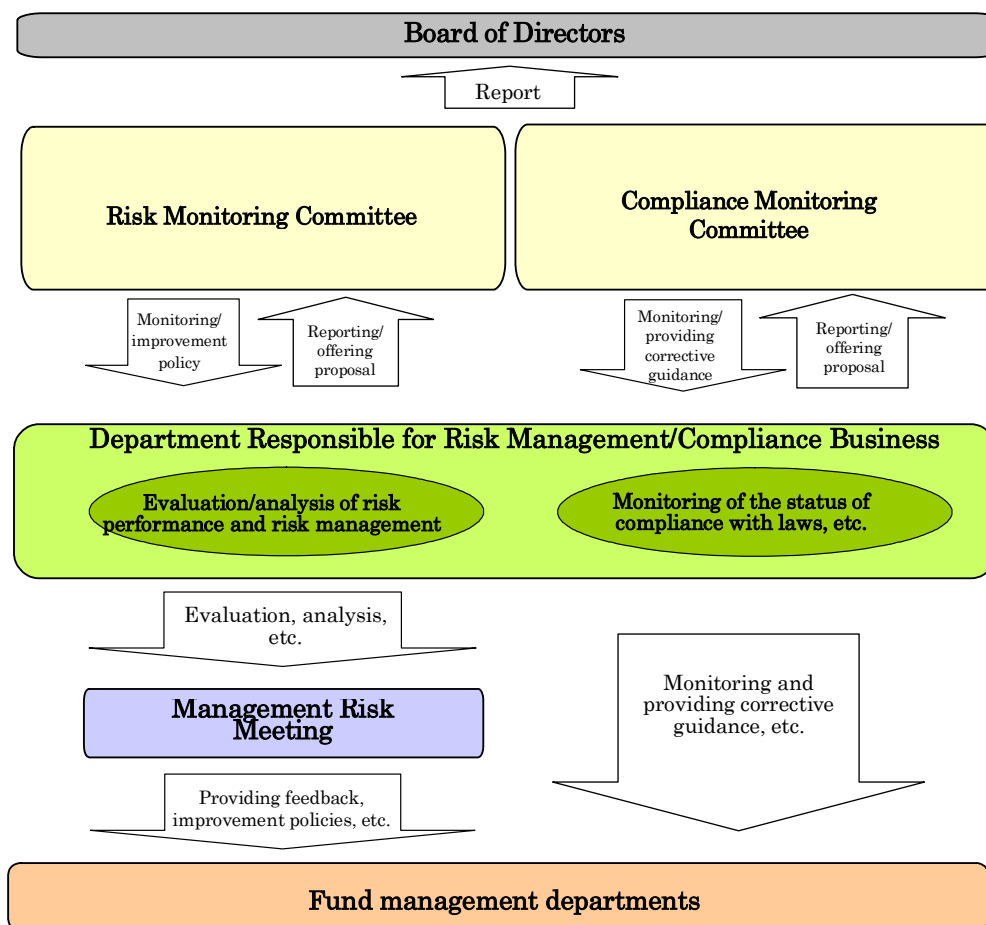 Board of Directors
Report
Risk Monitoring Committee
Compliance Monitoring
Committee
Monitoring/
improvement
policy
Reporting/
offering
proposal
Monitoring/
providing
corrective
guidance
Reporting/
offering
proposal
Department Responsible for Risk Management/Compliance Business
Evaluation/analysis of risk
performance and risk management
Monitoring of the status of
compliance with laws, etc.
Evaluation, analysis,
etc.
Management Risk
Meeting
Monitoring and
providing corrective
guidance, etc.
Providing feedback,
improvement policies, etc.
Fund management departments